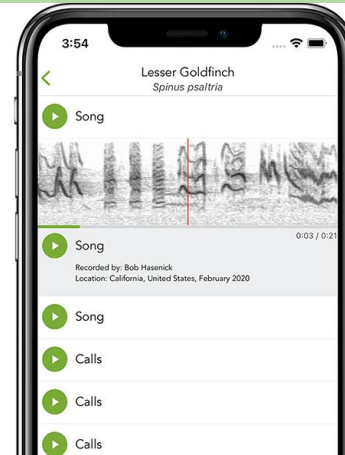 3:54
Lesser Goldfinch
Spinus psaltria
Song
0:03 / 0:21
Song
Recorded by: Bob Hasenick
Location: California, United States, February 2020
Song
Calls
Calls
Calls